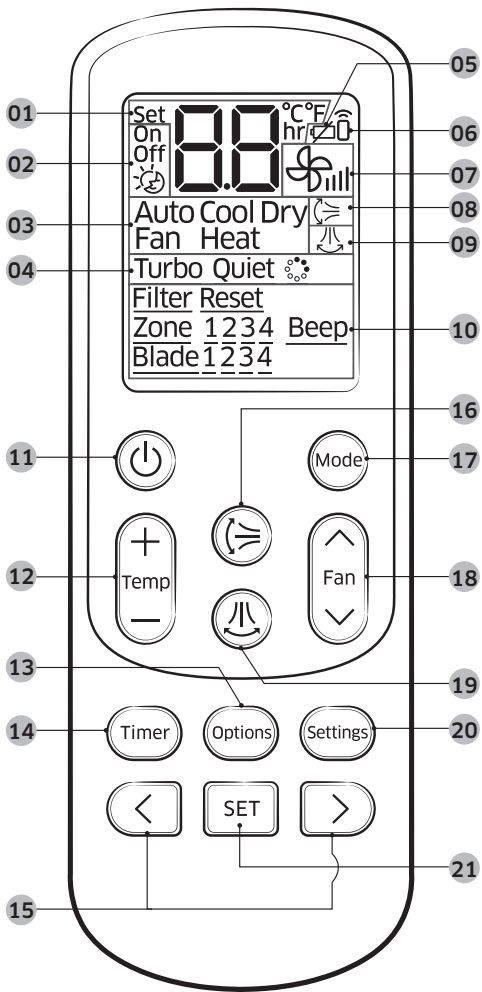 05
01
Set
°C
°F
On
hr
06
02
Off
8.8
07
03
Auto Cool Dry
08
Fan Heat
09
04
Turbo Quiet
Filter Reset
Zone 1 2 3 4 Beep
10
Blade 1 2 3 4
16
11
Mode
17
+
12
Temp
Fan
18
−
13
19
14
Timer
Options
Settings
20
<
SET
>
21
15